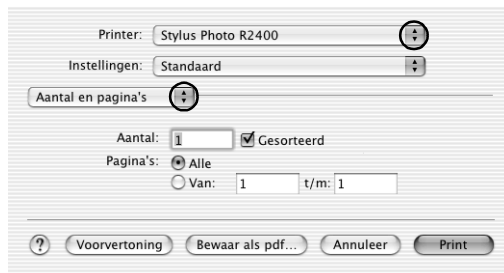 Printer: Stylus Photo R2400
Instellingen: Standaard
Aantal en pagina's
Aantal: 1 Gesorteerd
Pagina's: Alle
Van: 1 t/m: 1
? Voorvertoning Bewaar als pdf... Annuleer Print